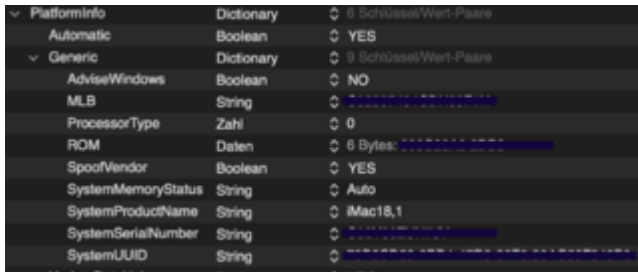 PlatformInfo Dictionary 6 Schlüssel/Wert-Paare
Automatic Boolean YES
Generic Dictionary 9 Schlüssel/Wert-Paare
AdviseWindows Boolean NO
MLB String
ProcessorType Zahl 0
ROM Daten 6 Bytes:
SpoofVendor Boolean YES
SystemMemoryStatus String Auto
SystemProductName String iMac18,1
SystemSerialNumber String
SystemUUID String